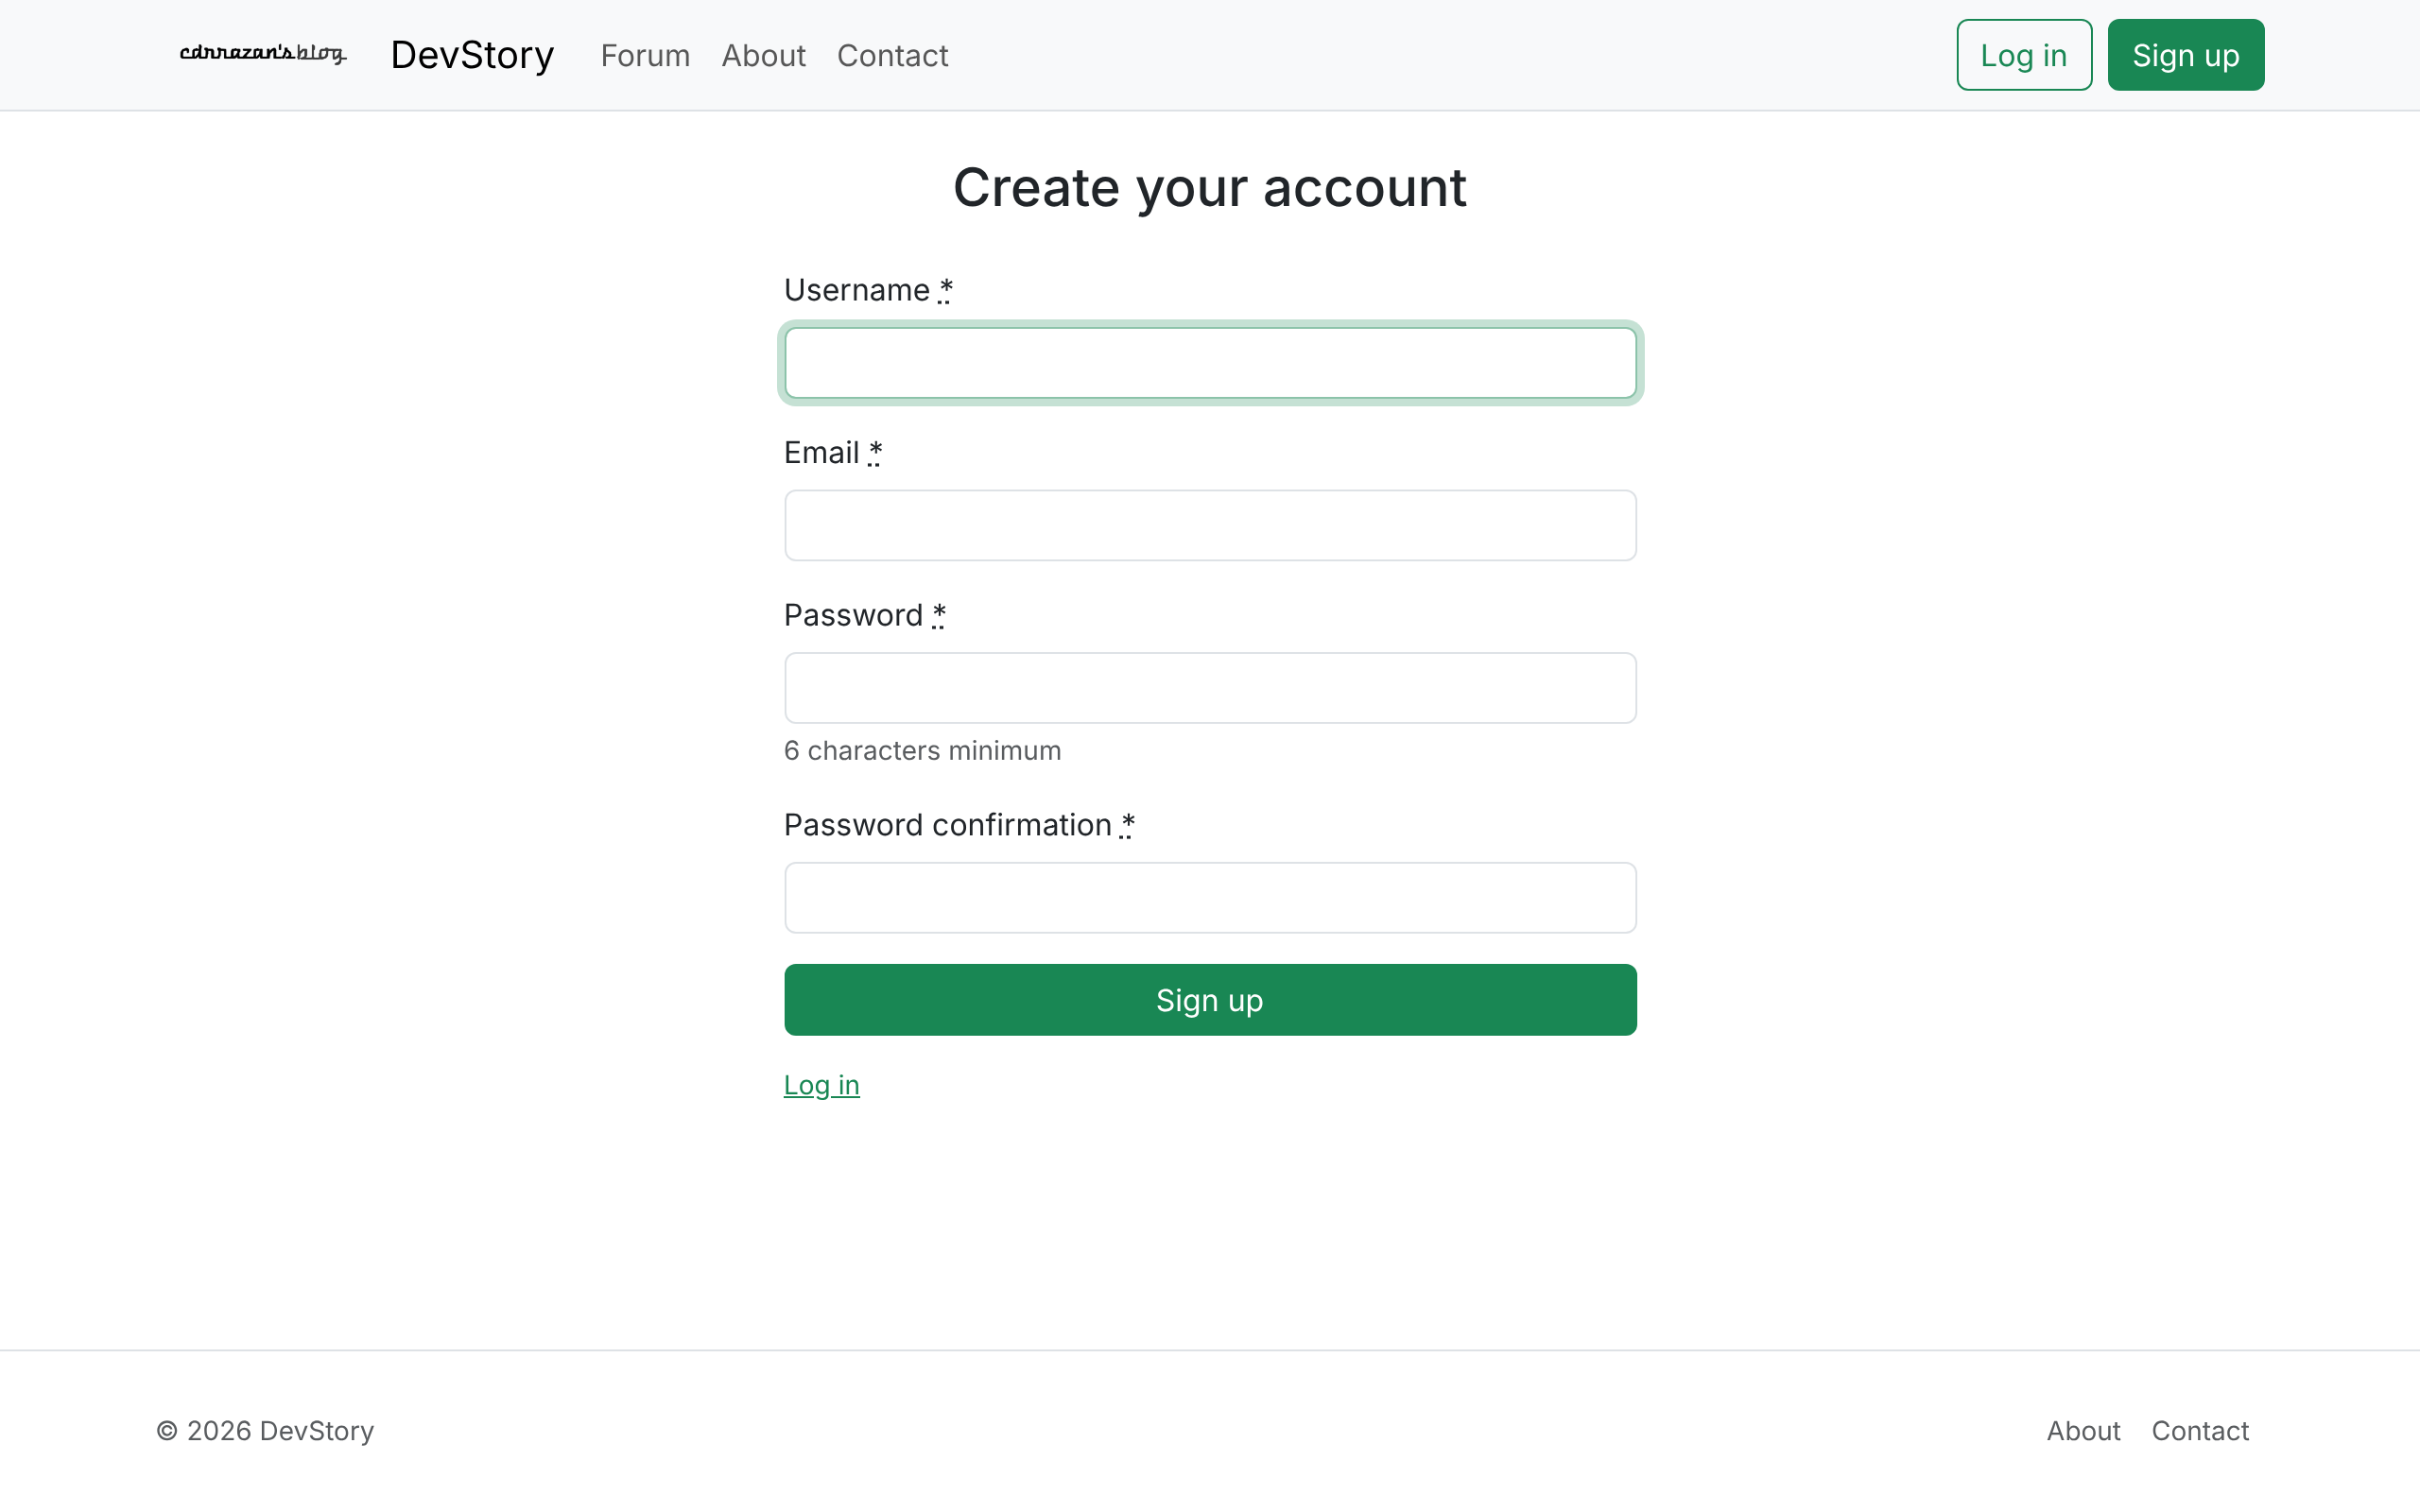 cdrrazan's blog DevStory Forum About Contact Log in Sign up
Create your account
Username *
Email *
Password *
6 characters minimum
Password confirmation *
Sign up
Log in
© 2026 DevStory About Contact